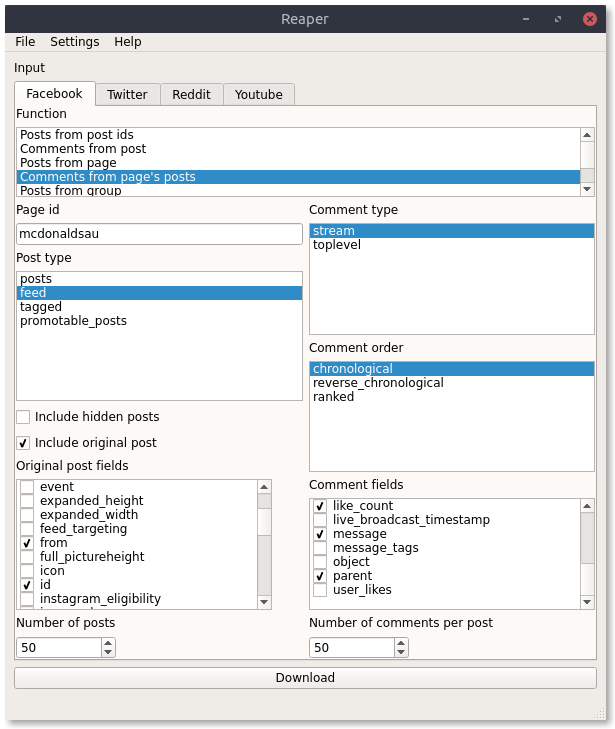 Reaper
File Settings Help
Input
Facebook Twitter Reddit Youtube
Function
Posts from post ids
Comments from post
Posts from page
Comments from page's posts
Posts from group
Page id
mcdonaldsau
Post type
posts
feed
tagged
promotable_posts
Include hidden posts
Include original post
Original post fields
event
expanded_height
expanded_width
feed_targeting
from
full_pictureheight
icon
id
instagram_eligibility
Number of posts
50
Comment type
stream
toplevel
Comment order
chronological
reverse_chronological
ranked
Comment fields
like_count
live_broadcast_timestamp
message
message_tags
object
parent
user_likes
Number of comments per post
50
Download